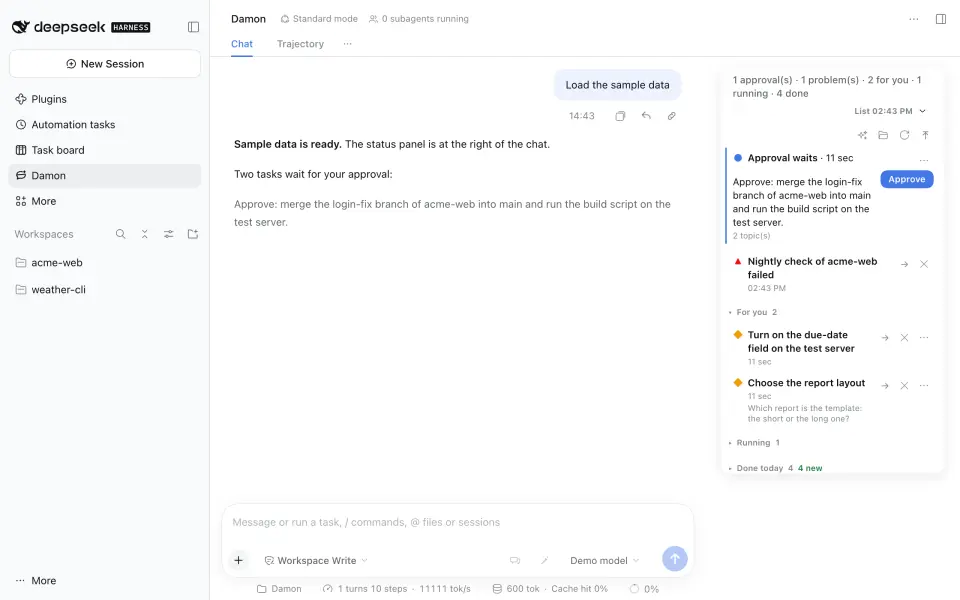 deepseek HARNESS
New Session
Plugins
Automation tasks
Task board
Damon
More
Workspaces
acme-web
weather-cli
More
Damon
Standard mode
0 subagents running
Chat
Trajectory
Load the sample data
14:43
Sample data is ready. The status panel is at the right of the chat.
Two tasks wait for your approval:
Approve: merge the login-fix branch of acme-web into main and run the build script on the
test server.
Message or run a task, / commands, @ files or sessions
Workspace Write
Demo model
Damon
1 turns 10 steps · 11111 tok/s
600 tok · Cache hit 0%
0%
1 approval(s) · 1 problem(s) · 2 for you · 1
running · 4 done
List 02:43 PM
Approval waits · 11 sec
Approve
Approve: merge the login-fix
branch of acme-web into main
and run the build script on the
test server.
2 topic(s)
Nightly check of acme-web
failed
02:43 PM
For you 2
Turn on the due-date
field on the test server
11 sec
Choose the report layout
11 sec
Which report is the template:
the short or the long one?
Running 1
Done today 4 4 new